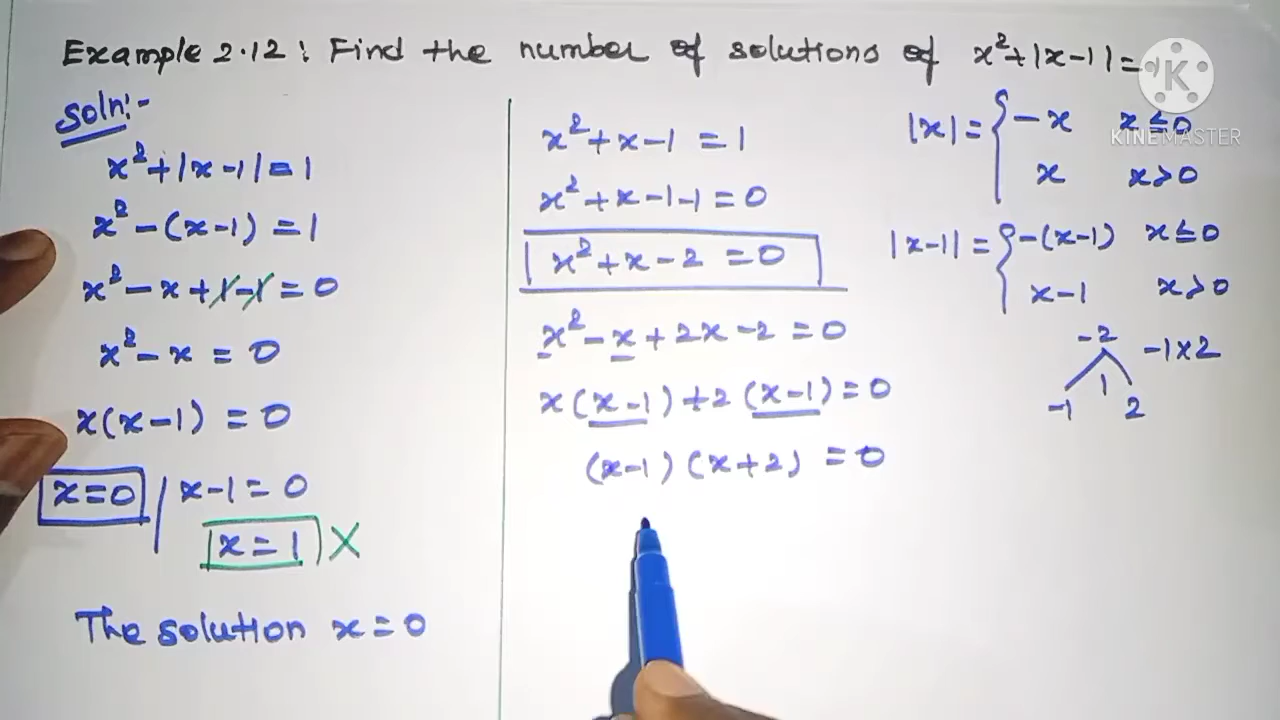 Example 2.12 : Find the number of solutions of x²+|x-1|=
K
KINEMASTER
Soln:-
x²+|x-1|=1
x²-(x-1)=1
x²-x+1-1=0
x²-x=0
x(x-1)=0
x=0 | x-1=0
x=1 X
The solution x=0
x²+x-1=1
x²+x-1-1=0
x²+x-2=0
x²-x+2x-2=0
x(x-1)+2(x-1)=0
(x-1)(x+2)=0
|x|={-x x≤0
x x>0
|x-1|={-(x-1) x≤0
x-1 x>0
-2 -1×2
1
-1 2